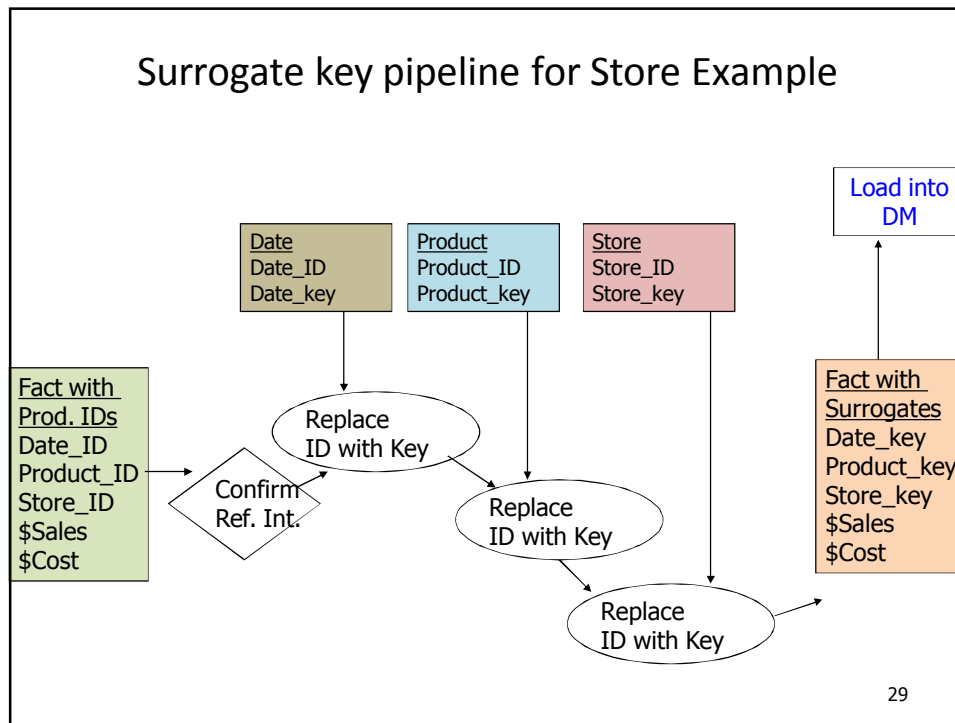 Surrogate key pipeline for Store Example
Load into
DM
Date
Date_ID
Date_key
Product
Product_ID
Product_key
Store
Store_ID
Store_key
Fact with
Prod. IDs
Date_ID
Product_ID
Store_ID
$Sales
$Cost
Confirm
Ref. Int.
Replace
ID with Key
Replace
ID with Key
Replace
ID with Key
Fact with
Surrogates
Date_key
Product_key
Store_key
$Sales
$Cost
29